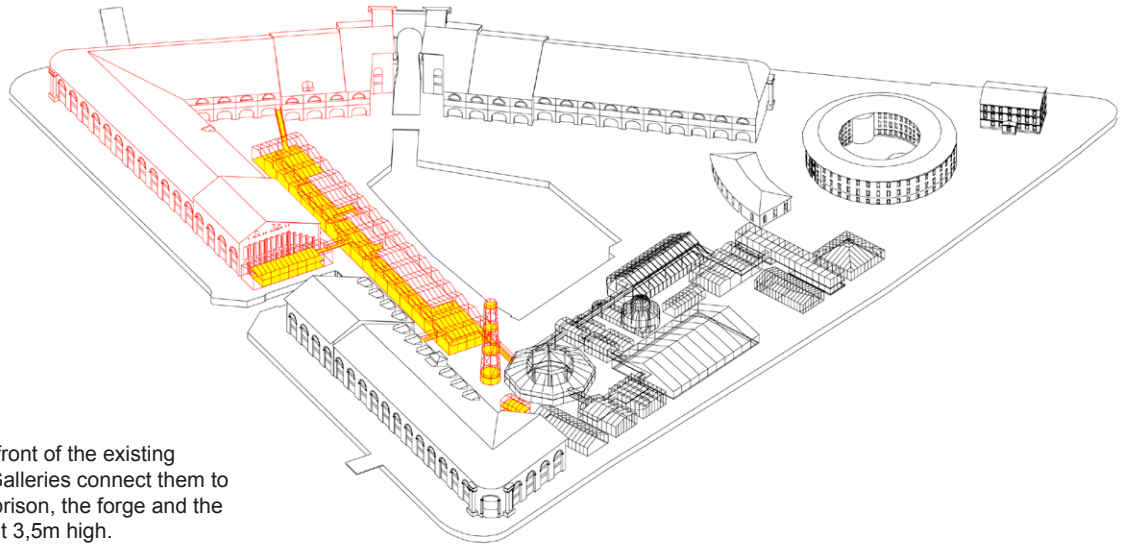 front of the existing
Galleries connect them to
prison, the forge and the
t 3,5m high.